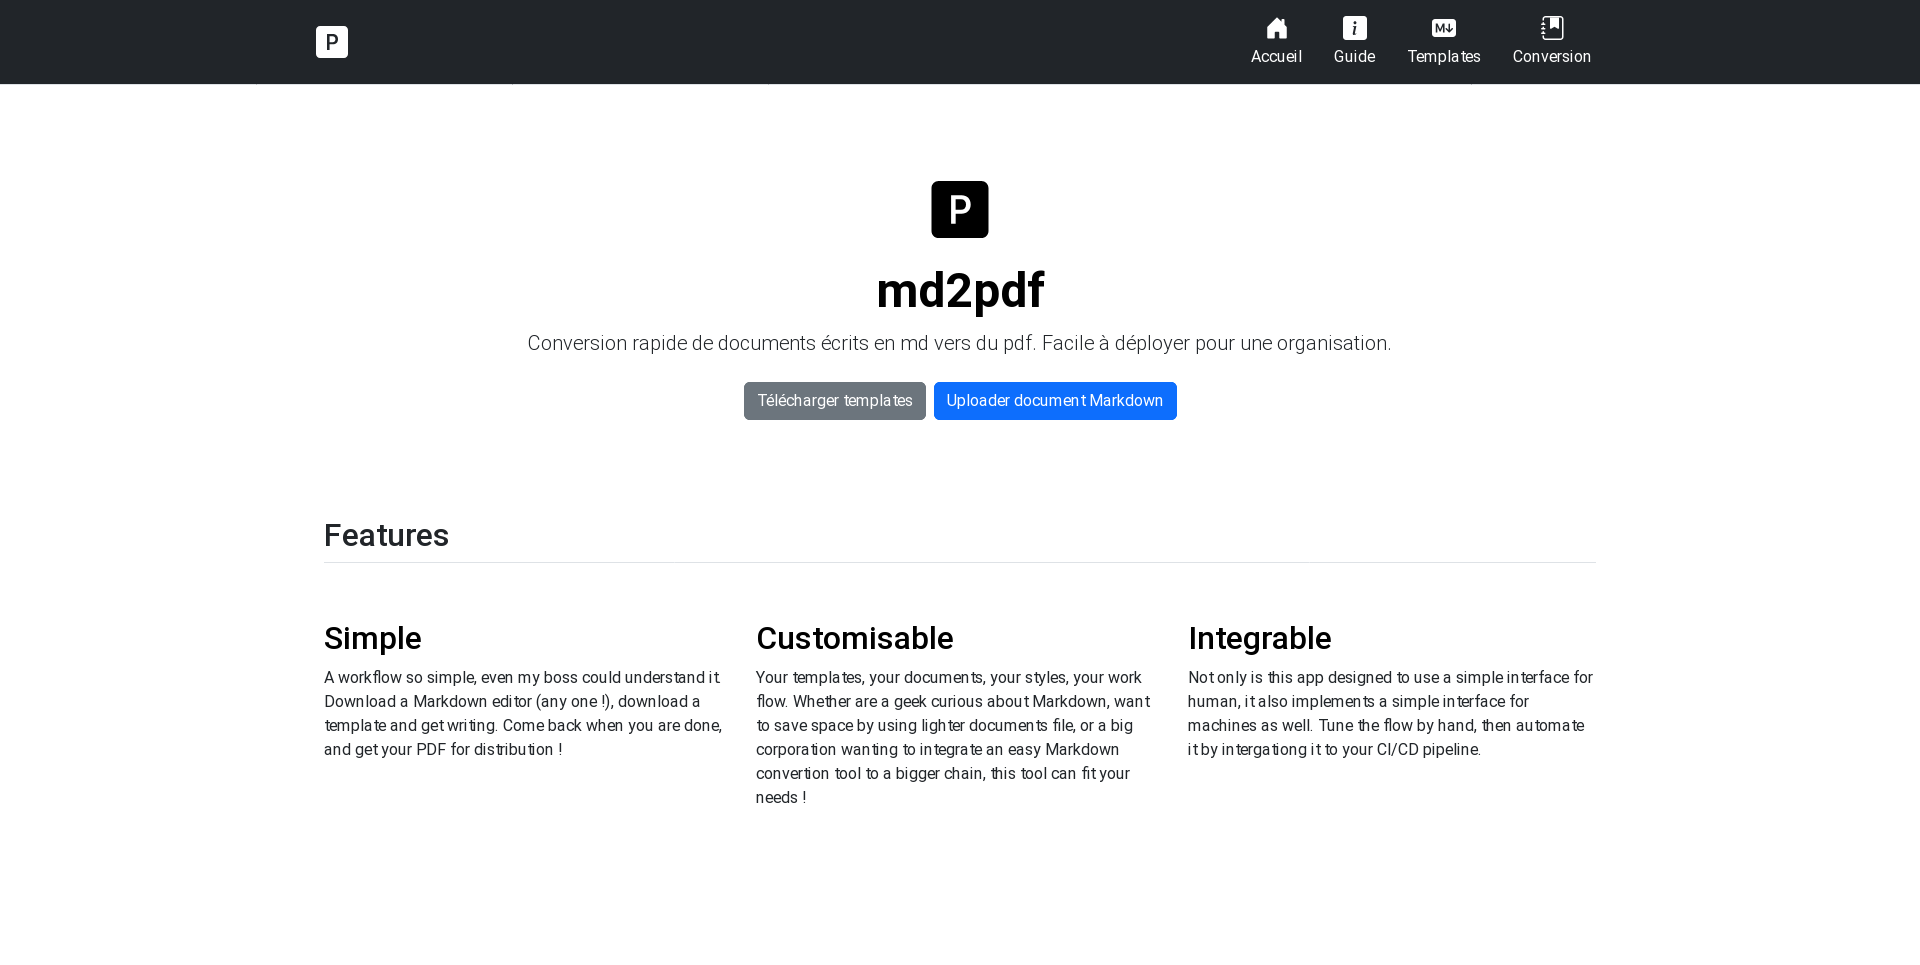 P
Accueil
Guide
Templates
Conversion
P
md2pdf
Conversion rapide de documents écrits en md vers du pdf. Facile à déployer pour une organisation.
Télécharger templates
Uploader document Markdown
Features
Simple
A workflow so simple, even my boss could understand it.
Download a Markdown editor (any one !), download a
template and get writing. Come back when you are done,
and get your PDF for distribution !
Customisable
Your templates, your documents, your styles, your work
flow. Whether are a geek curious about Markdown, want
to save space by using lighter documents file, or a big
corporation wanting to integrate an easy Markdown
convertion tool to a bigger chain, this tool can fit your
needs !
Integrable
Not only is this app designed to use a simple interface for
human, it also implements a simple interface for
machines as well. Tune the flow by hand, then automate
it by intergationg it to your CI/CD pipeline.